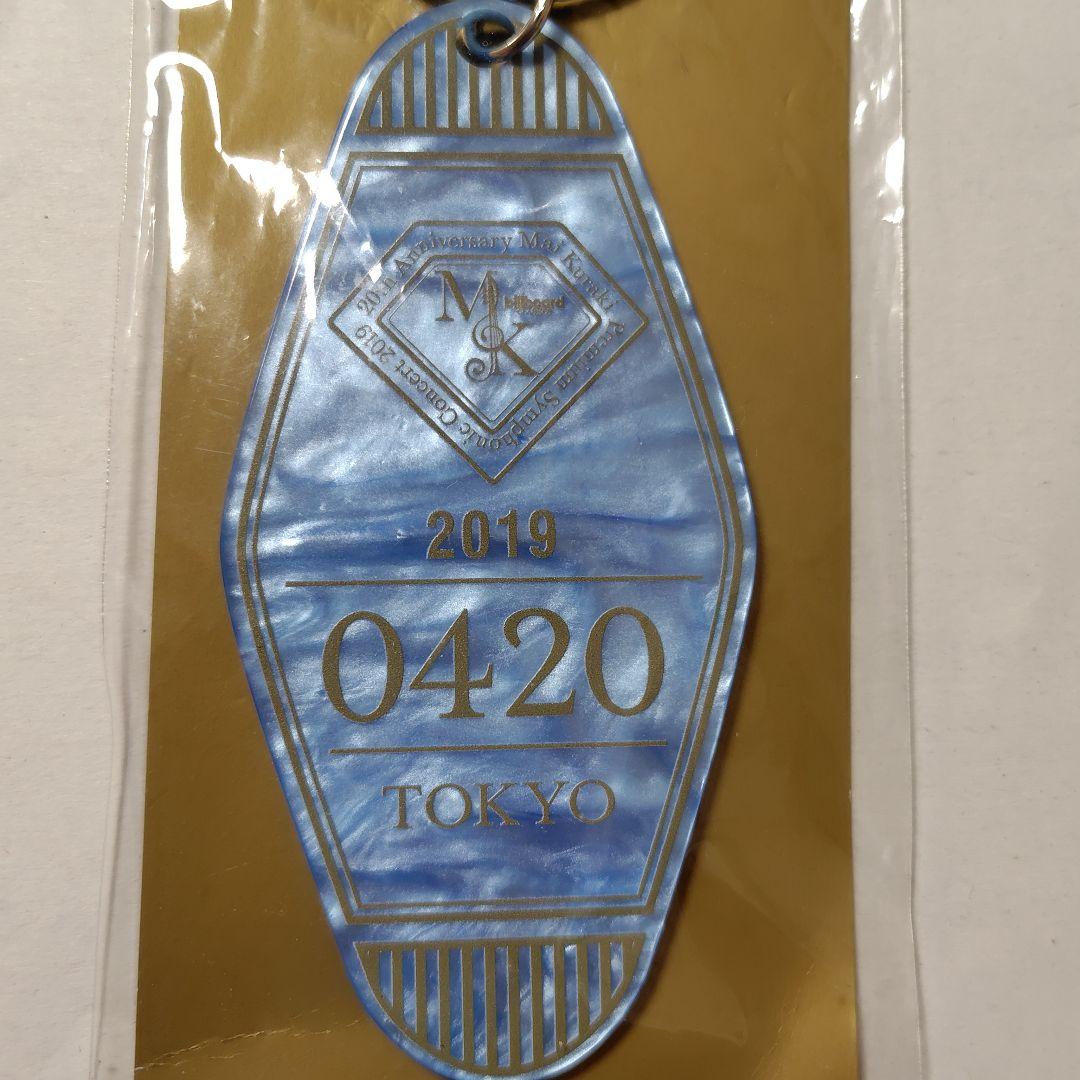 20th Anniversary Mai Kuraki
Premium Symphonic Concert 2019
M
billboard
K
2019
0420
TOKYO